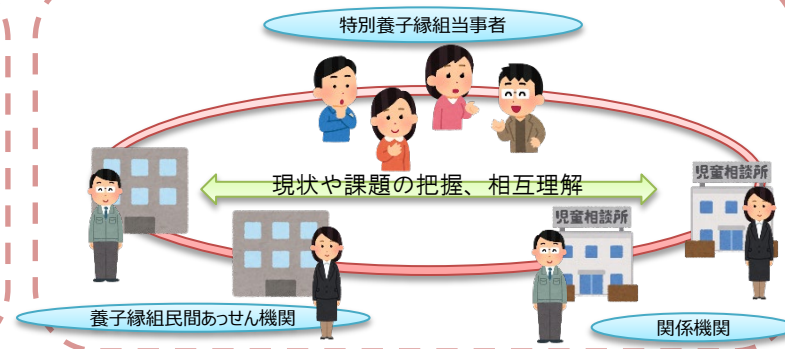 特別養子縁組当事者
現状や課題の把握、相互理解
児童相談所
児童相談所
養子縁組民間あっせん機関
関係機関